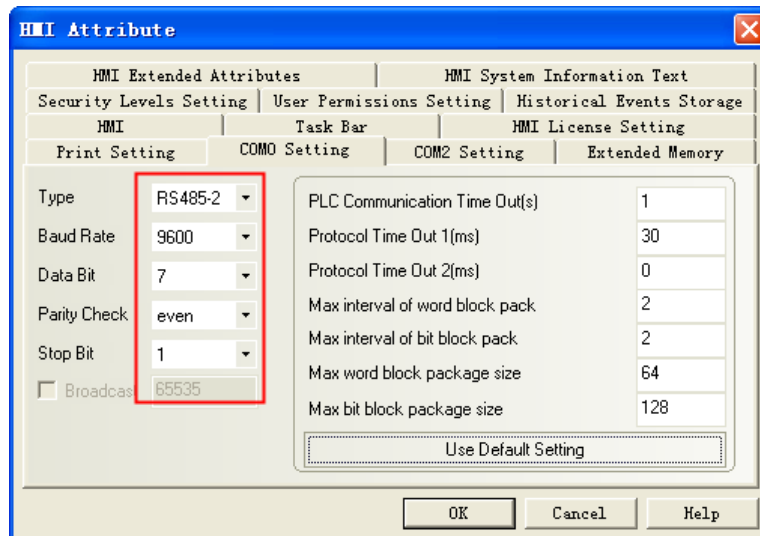 HMI Attribute
HMI Extended Attributes HMI System Information Text
Security Levels Setting User Permissions Setting Historical Events Storage
HMI Task Bar HMI License Setting
Print Setting COM0 Setting COM2 Setting Extended Memory
Type RS485-2
Baud Rate 9600
Data Bit 7
Parity Check even
Stop Bit 1
Broadcas 65535
PLC Communication Time Out(s) 1
Protocol Time Out 1(ms) 30
Protocol Time Out 2(ms) 0
Max interval of word block pack 2
Max interval of bit block pack 2
Max word block package size 64
Max bit block package size 128
Use Default Setting
OK Cancel Help